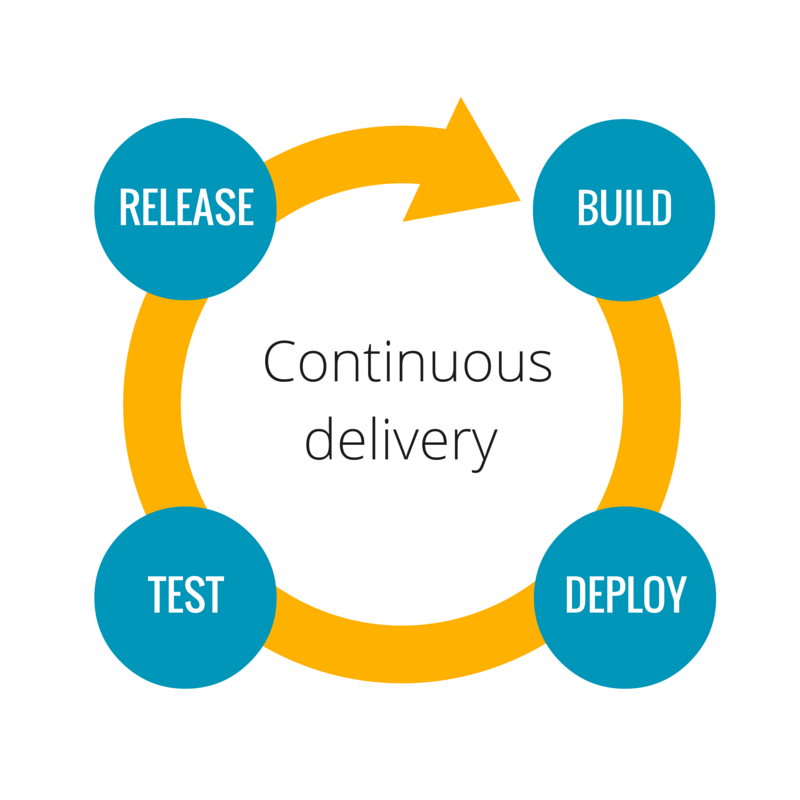 RELEASE
BUILD
Continuous
delivery
TEST
DEPLOY